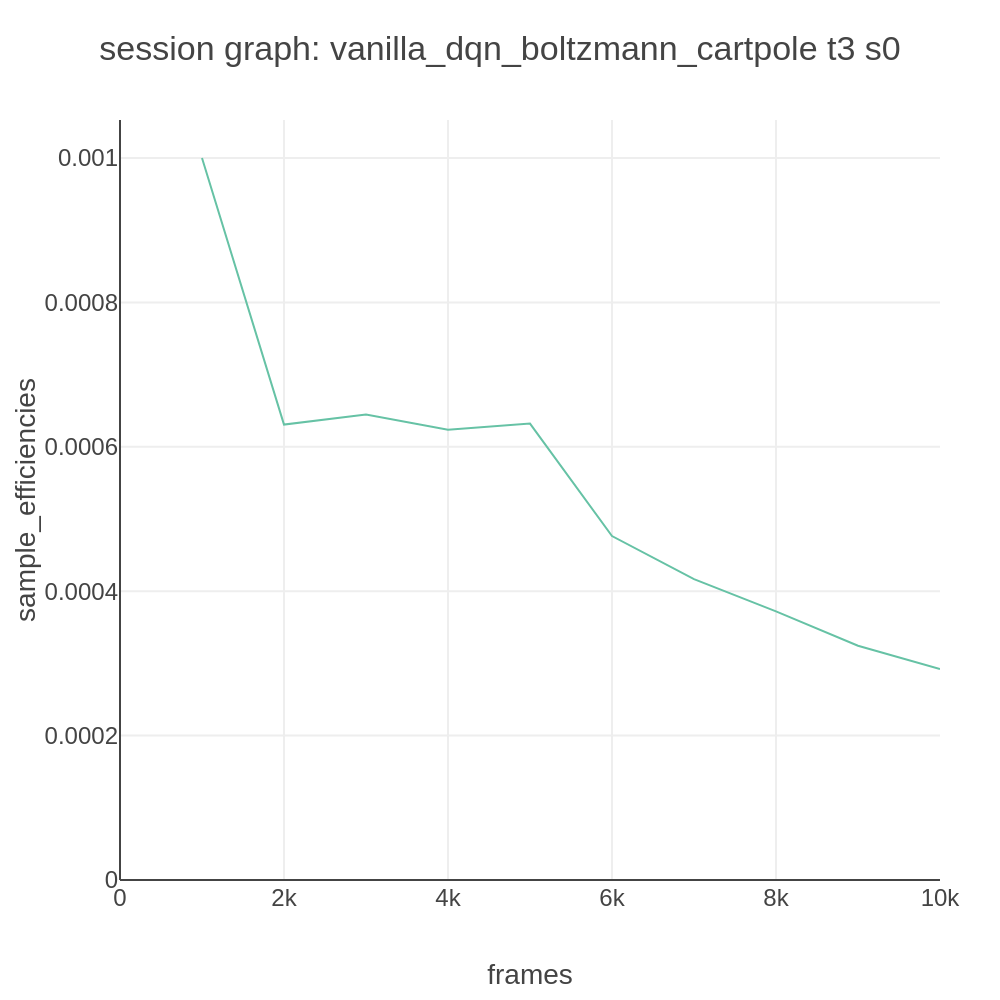 session graph: vanilla_dqn_boltzmann_cartpole t3 s0
sample_efficiencies
0.001
0.0008
0.0006
0.0004
0.0002
0
0 2k 4k 6k 8k 10k
frames